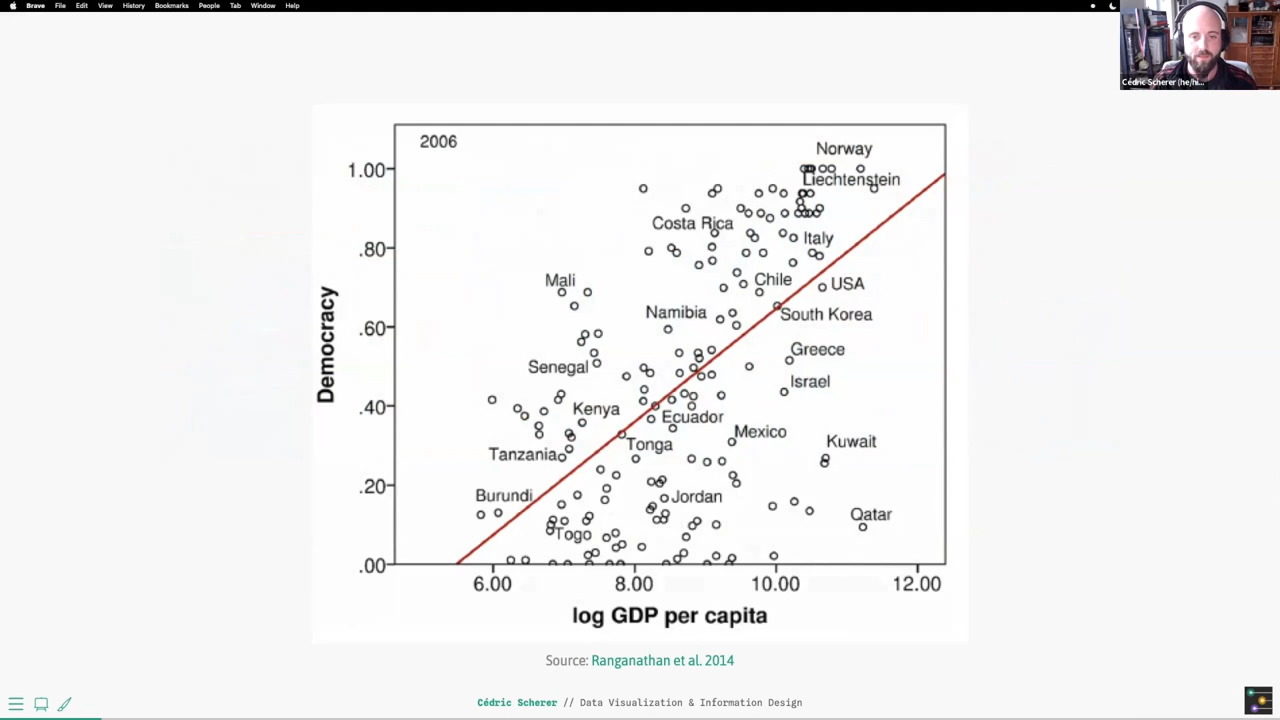 Brave File Edit View History Bookmarks People Tab Window Help
Cédric Scherer (he/hi...
2006
Norway
1.00
Liechtenstein
Costa Rica
Italy
.80
Mali
Chile
USA
Namibia
South Korea
.60
Greece
Senegal
Israel
Democracy
.40
Kenya
Ecuador
Mexico
Tonga
Kuwait
Tanzania
.20
Burundi
Jordan
Qatar
Togo
.00
6.00 8.00 10.00 12.00
log GDP per capita
Source: Ranganathan et al. 2014
Cédric Scherer // Data Visualization & Information Design